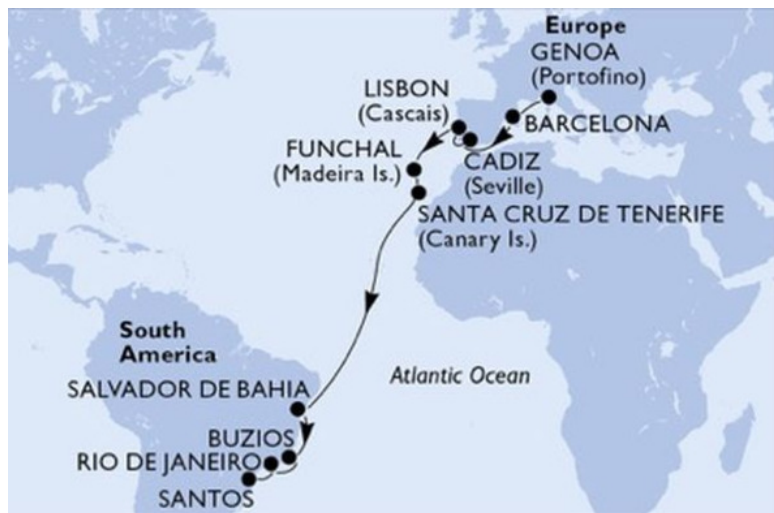 Europe
GENOA
(Portofino)
LISBON
(Cascais)
BARCELONA
FUNCHAL
(Madeira Is.)
CADIZ
(Seville)
SANTA CRUZ DE TENERIFE
(Canary Is.)
South
America
Atlantic Ocean
SALVADOR DE BAHIA
BUZIOS
RIO DE JANEIRO
SANTOS